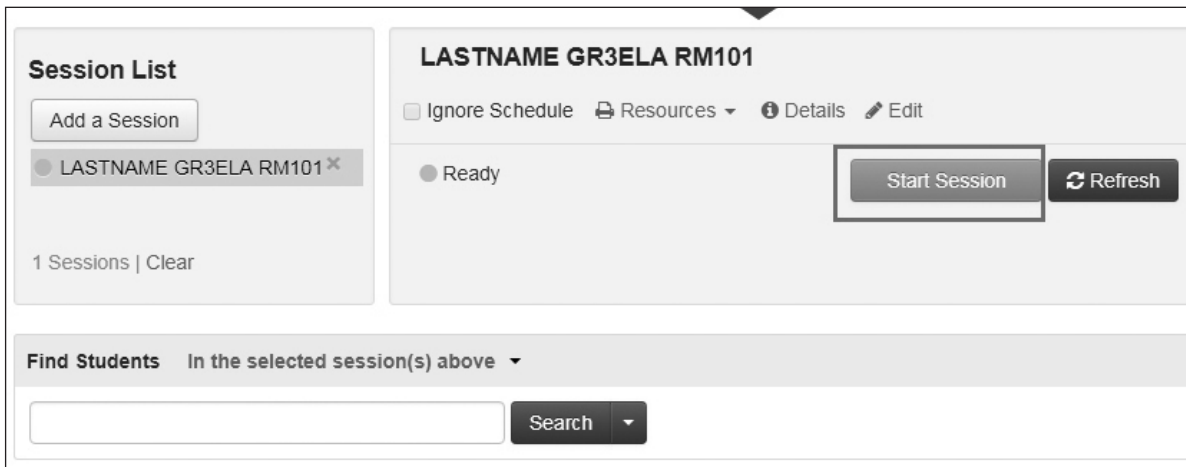 Session List
Add a Session
LASTNAME GR3ELA RM101
1 Sessions | Clear
LASTNAME GR3ELA RM101
Ignore Schedule Resources Details Edit
Ready Start Session Refresh
Find Students In the selected session(s) above
Search